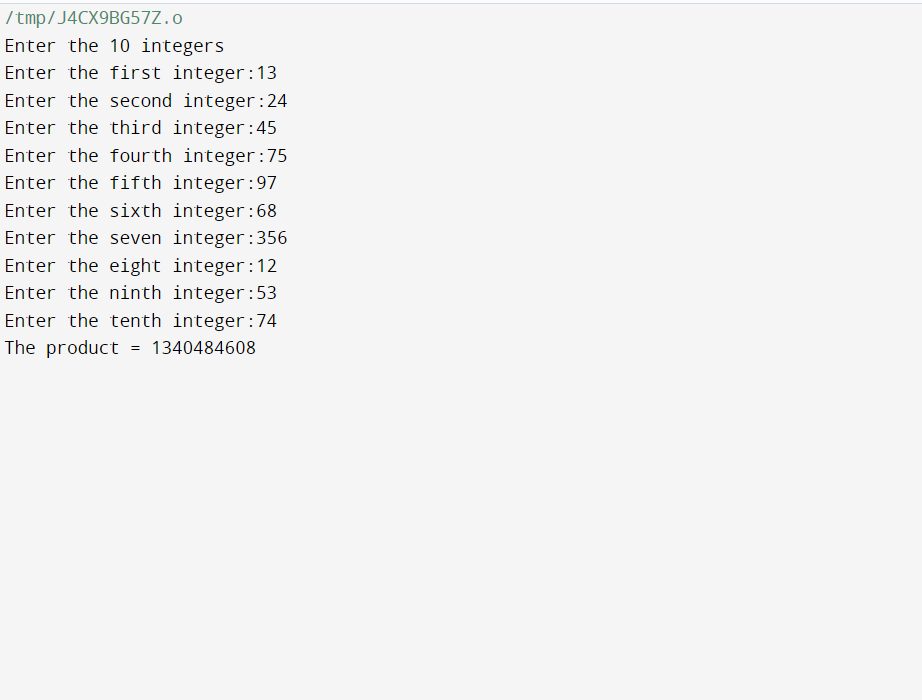 /tmp/J4CX9BG57Z.o
Enter the 10 integers
Enter the first integer:13
Enter the second integer:24
Enter the third integer:45
Enter the fourth integer:75
Enter the fifth integer:97
Enter the sixth integer:68
Enter the seven integer:356
Enter the eight integer:12
Enter the ninth integer:53
Enter the tenth integer:74
The product = 1340484608